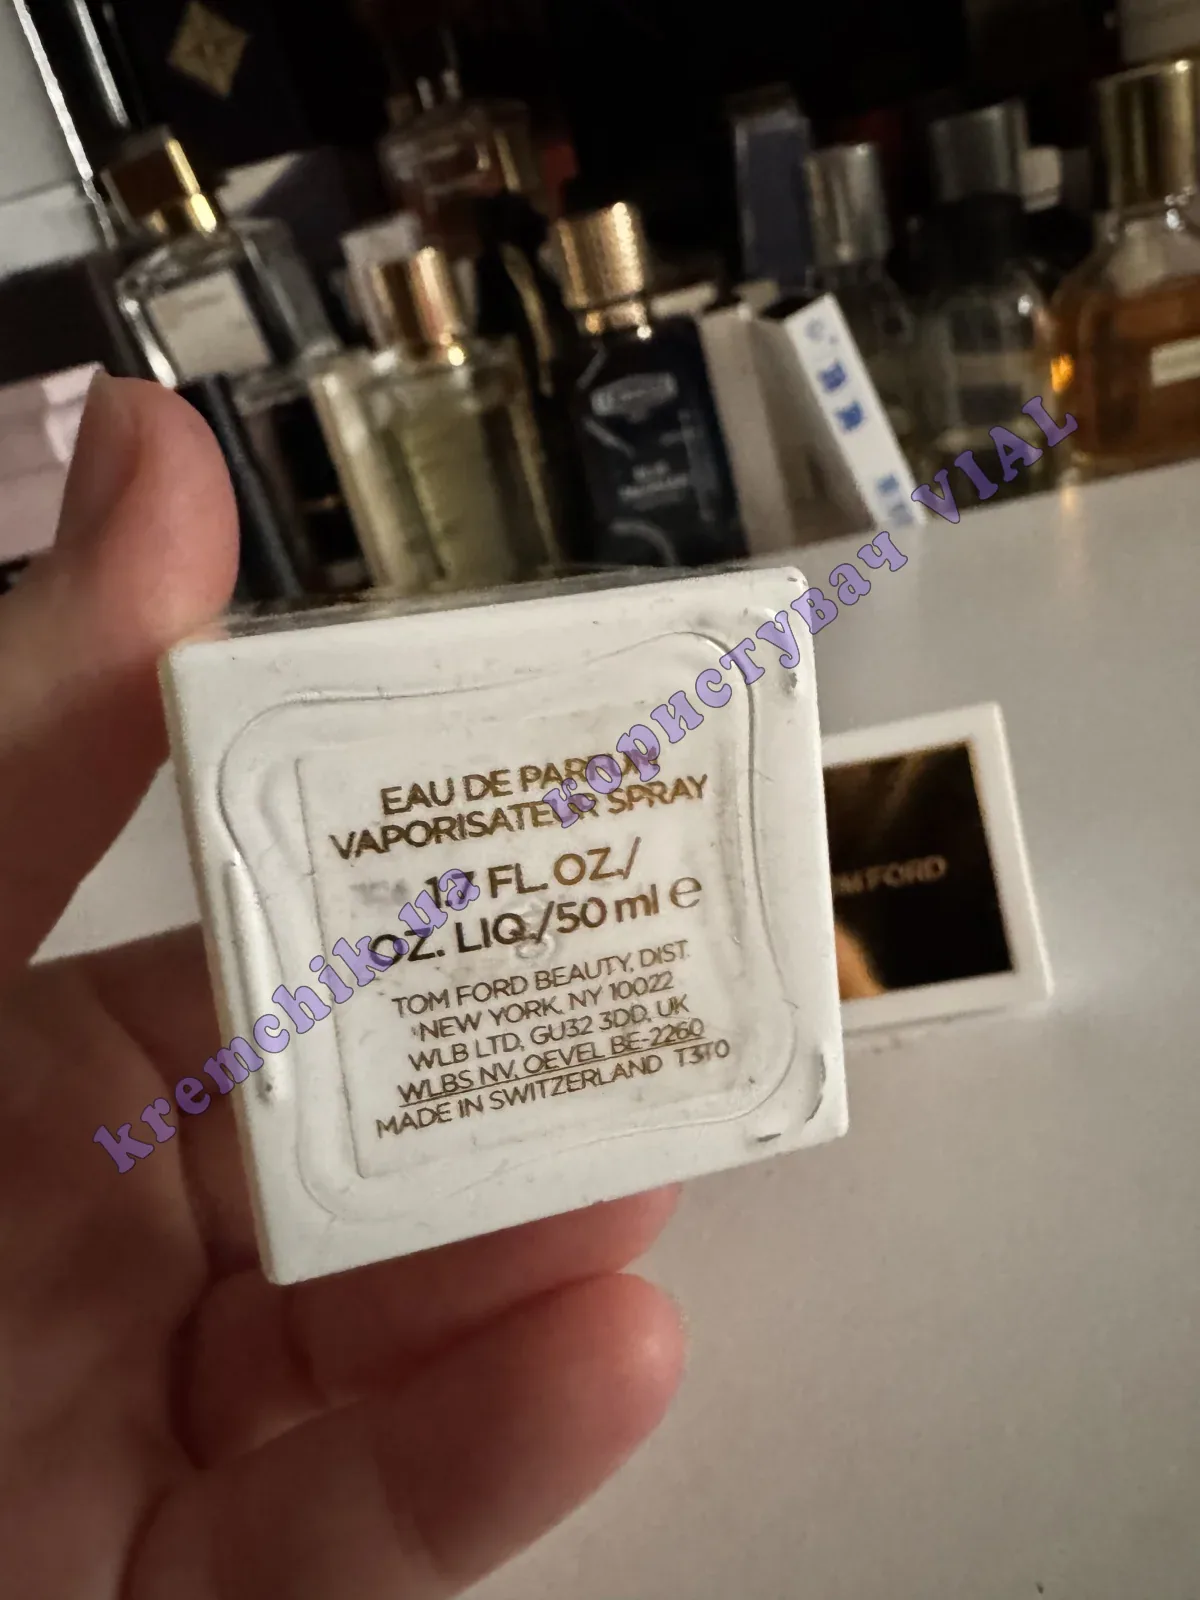 EAU DE PARFUM
VAPORISATEUR SPRAY
1.7 FL. OZ./
OZ. LIQ./50 ml e
TOM FORD BEAUTY, DIST.
NEW YORK, NY 10022
WLB LTD, GU32 3DD, UK
WLBS NV, OEVEL BE-2260
MADE IN SWITZERLAND T3T0
TOM FORD
kremchik.ua користувач VIAL